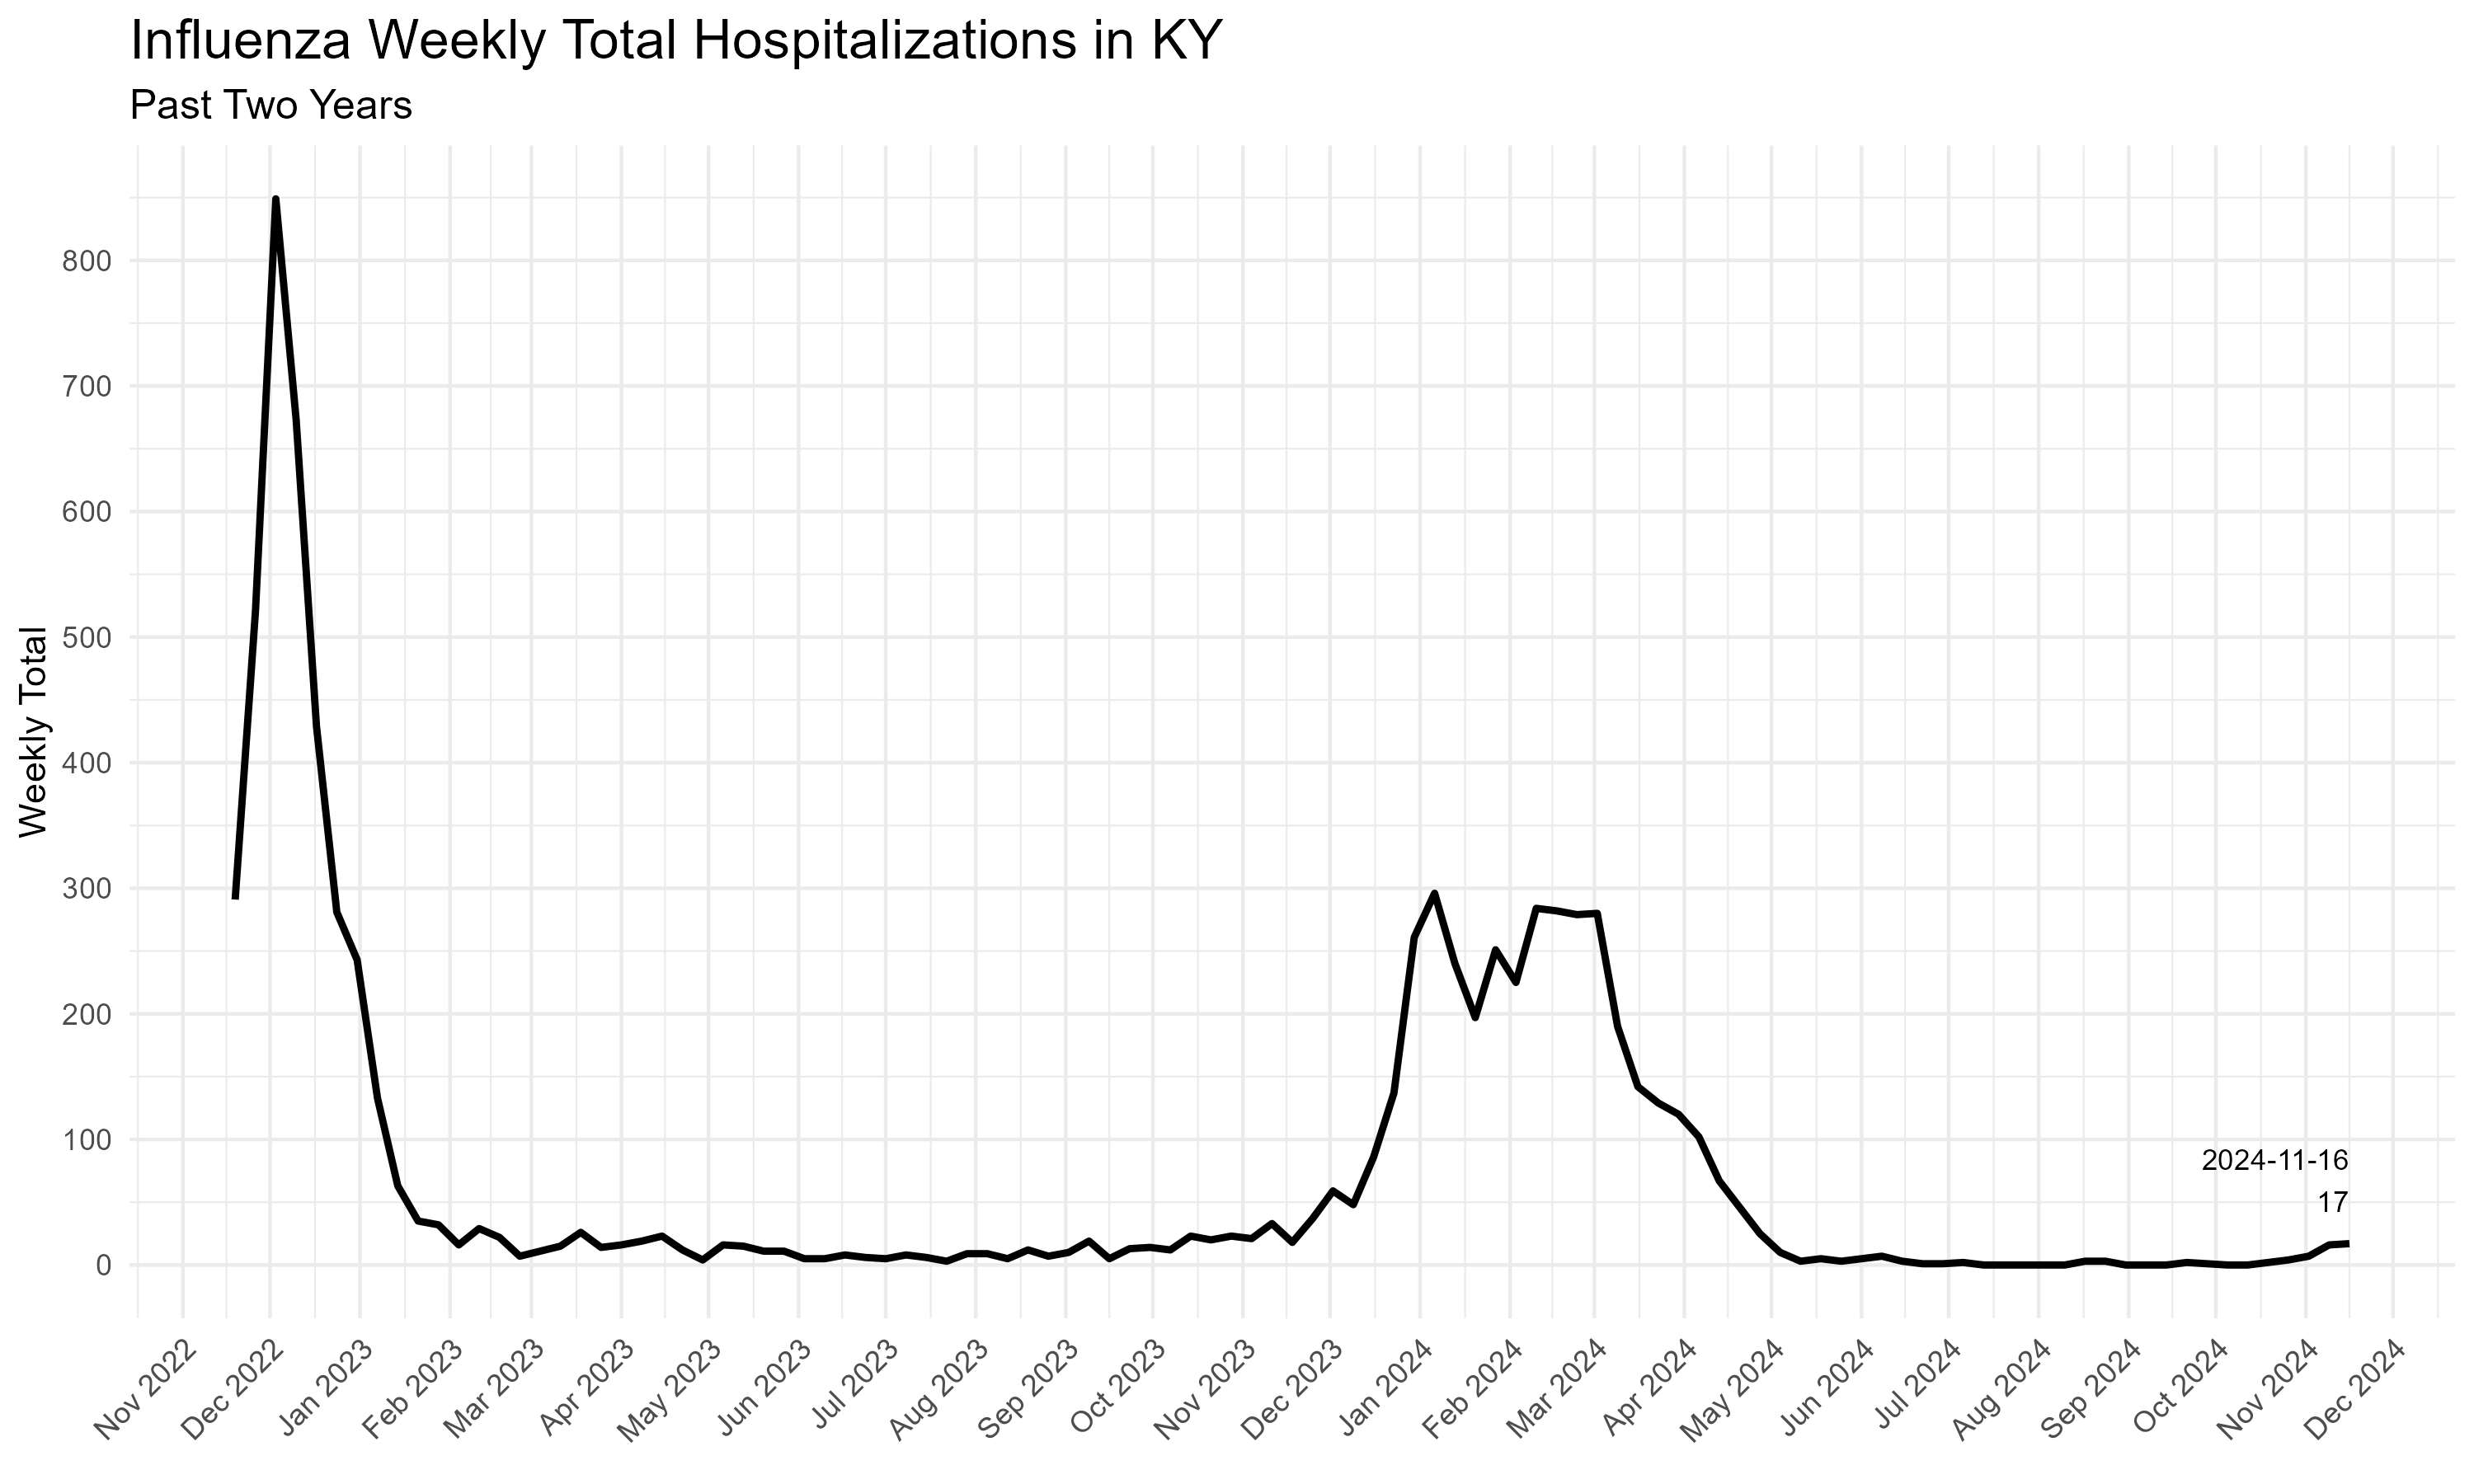 Influenza Weekly Total Hospitalizations in KY
Past Two Years
Weekly Total
800
700
600
500
400
300
200
100
0
2024-11-16
17
Nov 2022
Dec 2022
Jan 2023
Feb 2023
Mar 2023
Apr 2023
May 2023
Jun 2023
Jul 2023
Aug 2023
Sep 2023
Oct 2023
Nov 2023
Dec 2023
Jan 2024
Feb 2024
Mar 2024
Apr 2024
May 2024
Jun 2024
Jul 2024
Aug 2024
Sep 2024
Oct 2024
Nov 2024
Dec 2024